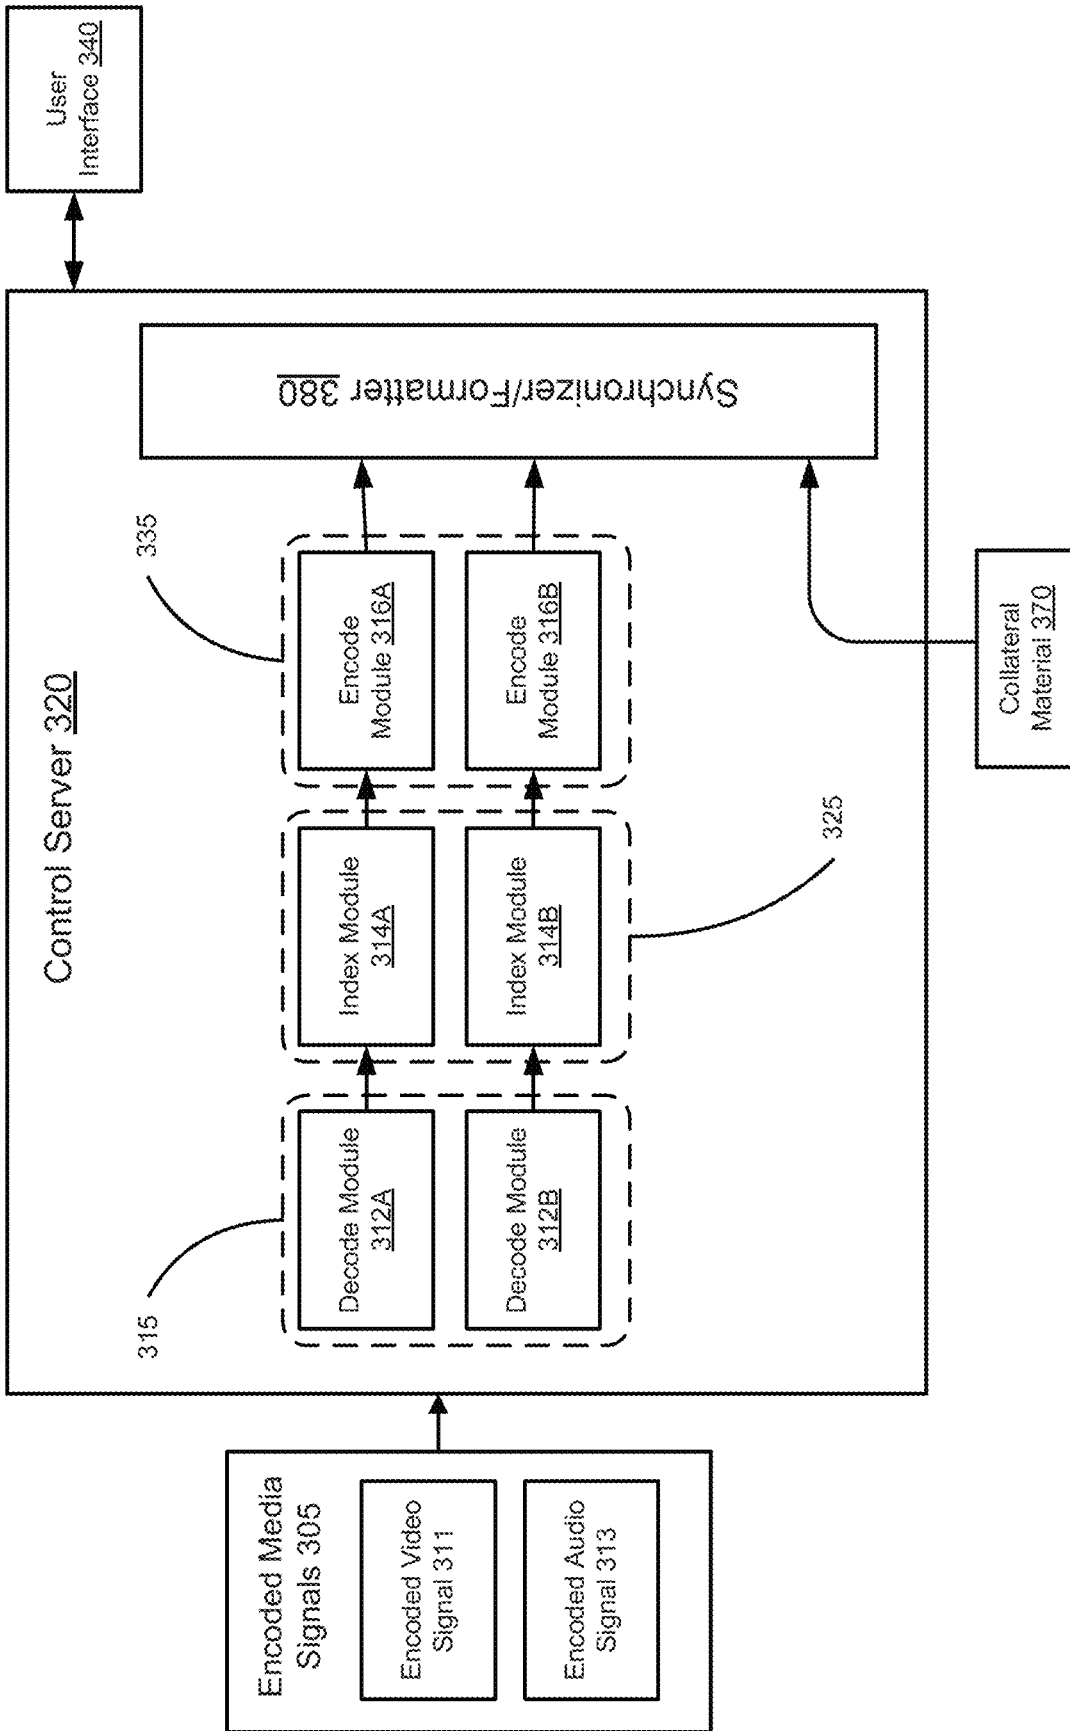 Control Server 320
User
Interface 340
Encoded Media
Signals 305
Encoded Video
Signal 311
Encoded Audio
Signal 313
315
Decode Module
312A
Decode Module
312B
Index Module
314A
Index Module
314B
325
335
Encode
Module 316A
Encode
Module 316B
Synchronizer/Formatter 380
Collateral
Material 370